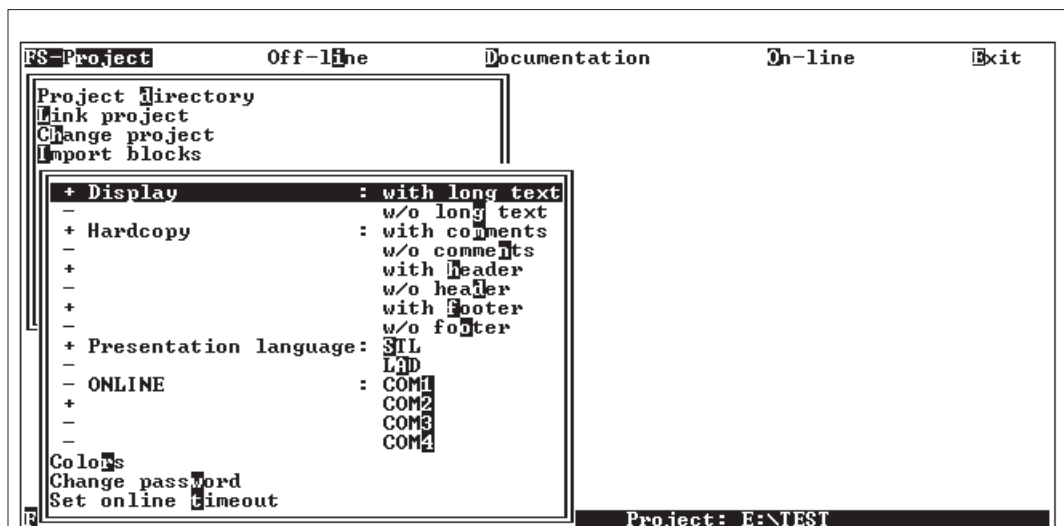 FS-Project Off-line Documentation On-line Exit
Project directory
Link project
Change project
Import blocks
+ Display : with long text
- w/o long text
+ Hardcopy : with comments
- w/o comments
+ with header
- w/o header
+ with footer
- w/o footer
+ Presentation language: STL
- LAD
- ONLINE : COM1
+ COM2
- COM3
- COM4
Colors
Change password
Set online timeout
F Project: E:\TEST